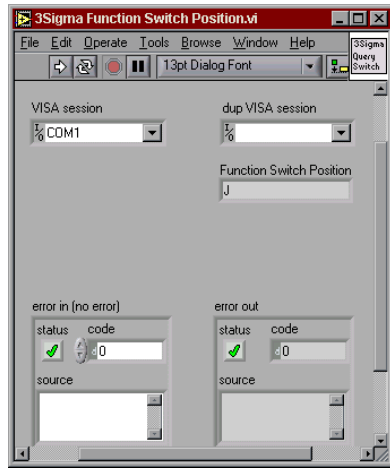 3Sigma Function Switch Position.vi
File Edit Operate Tools Browse Window Help
3Sigma
Query
Switch
13pt Dialog Font
VISA session
dup VISA session
I/O COM1
I/O
Function Switch Position
J
error in (no error)
error out
status code
status code
d 0
d 0
source
source